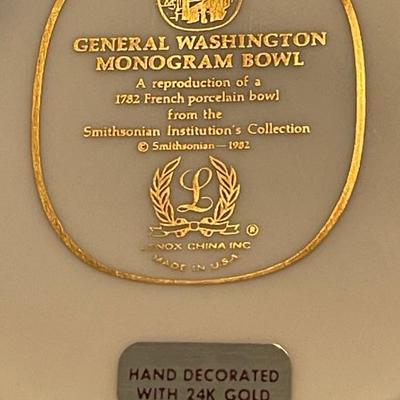 GENERAL WASHINGTON
MONOGRAM BOWL
A reproduction of a
1782 French porcelain bowl
from the
Smithsonian Institution's Collection
© Smithsonian—1982
L
®
LENOX CHINA INC
MADE IN U.S.A.
HAND DECORATED
WITH 24K GOLD